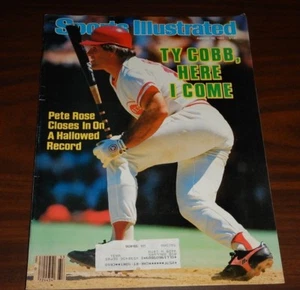 Sports Illustrated
TY COBB,
HERE
I COME
Pete Rose
Closes In On
A Hallowed
Record